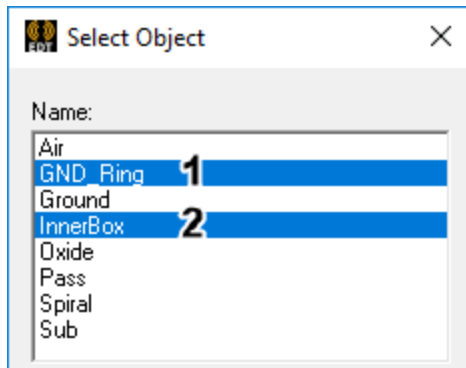 EDT Select Object
Name:
Air
GND_Ring 1
Ground
InnerBox 2
Oxide
Pass
Spiral
Sub